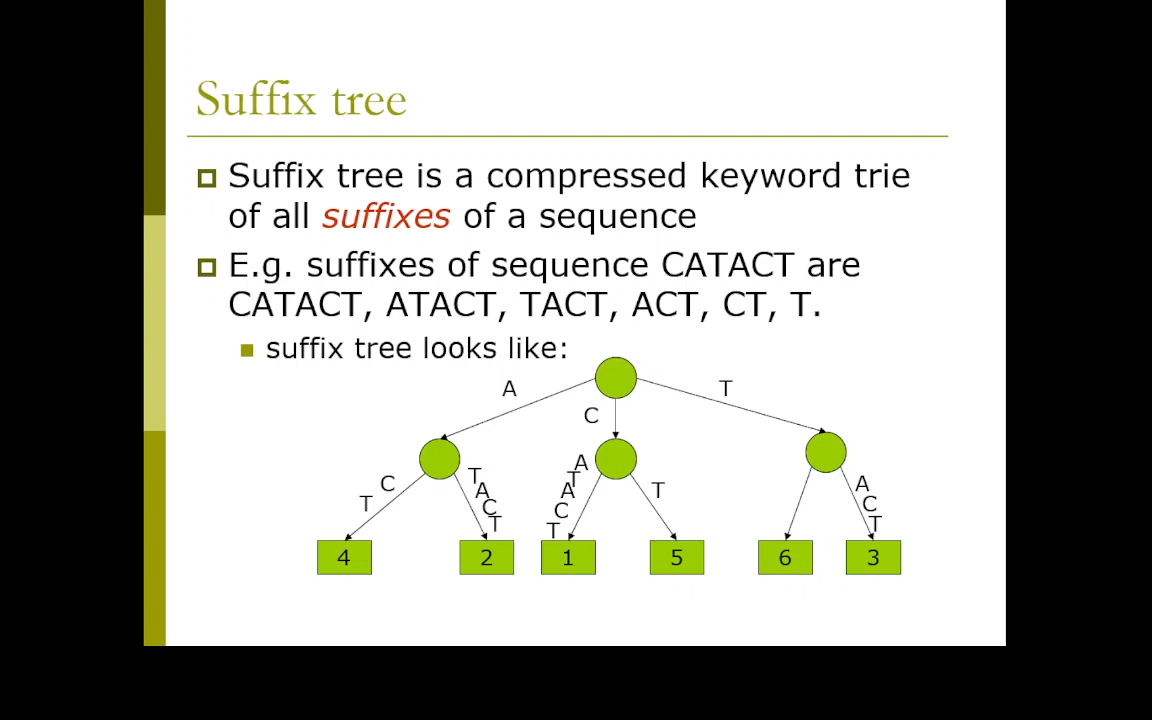 Suffix tree
Suffix tree is a compressed keyword trie
of all suffixes of a sequence
E.g. suffixes of sequence CATACT are
CATACT, ATACT, TACT, ACT, CT, T.
suffix tree looks like:
A
C
T
C
T
T
A
C
T
A
T
A
C
T
T
A
C
T
4
2
1
5
6
3